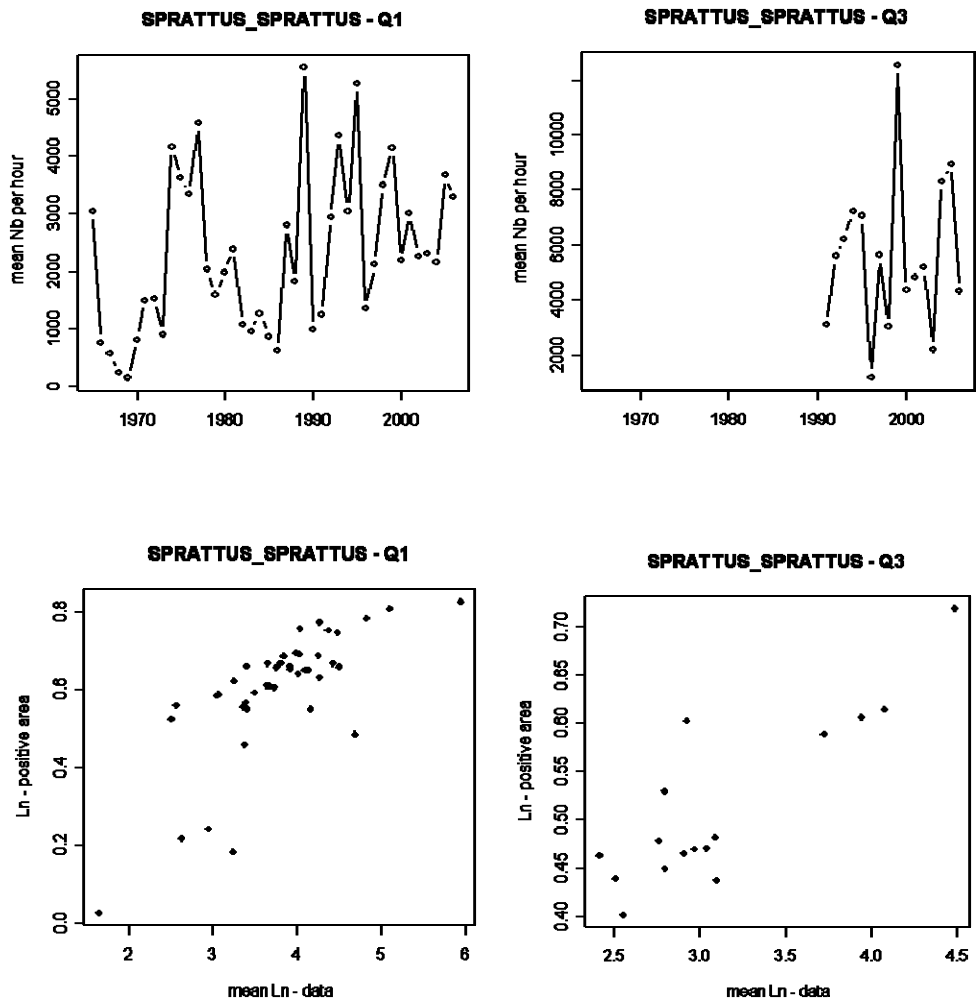 SPRATTUS_SPRATTUS - Q1
mean Nb per hour
5000
4000
3000
2000
1000
0
1970 1980 1990 2000
SPRATTUS_SPRATTUS - Q3
mean Nb per hour
10000
8000
6000
4000
2000
1970 1980 1990 2000
SPRATTUS_SPRATTUS - Q1
Ln - positive area
0.8
0.6
0.4
0.2
0.0
2 3 4 5 6
mean Ln - data
SPRATTUS_SPRATTUS - Q3
Ln - positive area
0.70
0.65
0.60
0.55
0.50
0.45
0.40
2.5 3.0 3.5 4.0 4.5
mean Ln - data